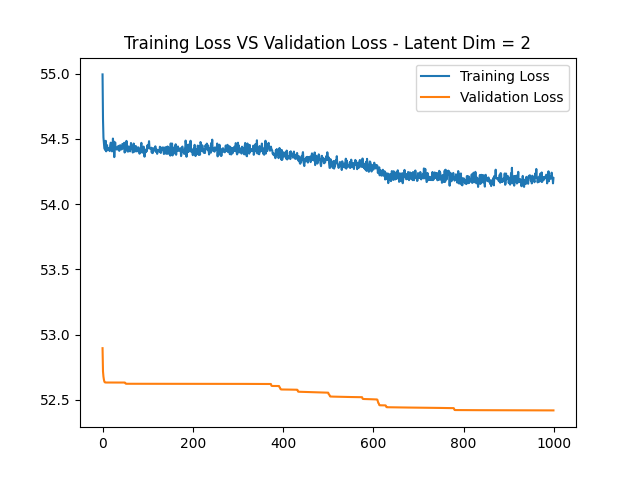 Training Loss VS Validation Loss - Latent Dim = 2
55.0
54.5
54.0
53.5
53.0
52.5
Training Loss
Validation Loss
0 200 400 600 800 1000